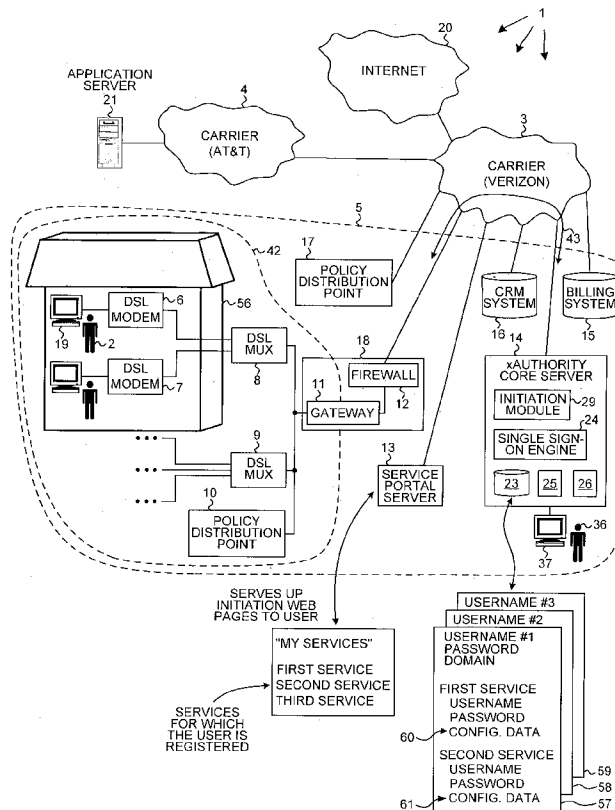 1
20
INTERNET
APPLICATION
SERVER
21
4
CARRIER
(AT&T)
3
CARRIER
(VERIZON)
5
42
17
POLICY
DISTRIBUTION
POINT
43
CRM
SYSTEM
16
BILLING
SYSTEM
15
DSL
MODEM
6
56
19
2
DSL
MODEM
7
DSL
MUX
8
18
FIREWALL
12
11
GATEWAY
14
xAUTHORITY
CORE SERVER
INITIATION
MODULE
29
24
SINGLE SIGN-
ON ENGINE
23
25
26
9
DSL
MUX
13
SERVICE
PORTAL
SERVER
10
POLICY
DISTRIBUTION
POINT
36
37
SERVES UP
INITIATION WEB
PAGES TO USER
"MY SERVICES"
FIRST SERVICE
SECOND SERVICE
THIRD SERVICE
SERVICES
FOR WHICH
THE USER IS
REGISTERED
USERNAME #3
USERNAME #2
USERNAME #1
PASSWORD
DOMAIN
FIRST SERVICE
USERNAME
PASSWORD
60
CONFIG. DATA
SECOND SERVICE
USERNAME
PASSWORD
61
CONFIG. DATA
59
58
57